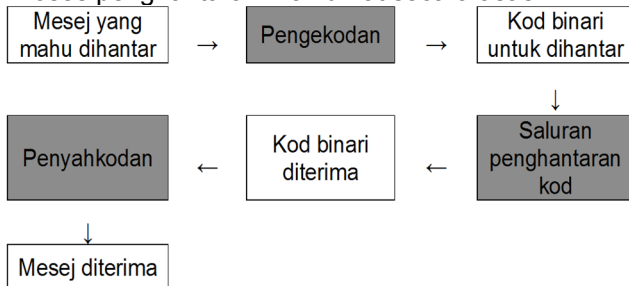 Mesej yang
mahu dihantar
→
Pengekodan
→
Kod binari
untuk dihantar
↓
Saluran
penghantaran
kod
←
Kod binari
diterima
←
Penyahkodan
↓
Mesej diterima